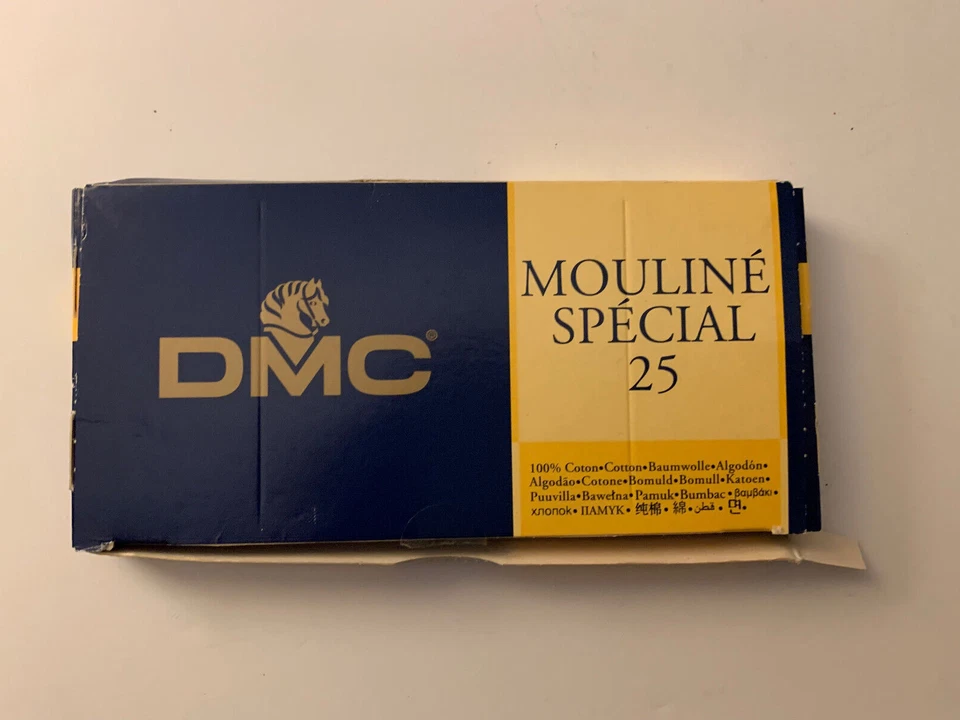 DMC®
MOULINÉ
SPÉCIAL
25
100% Coton•Cotton•Baumwolle•Algodón•
Algodão•Cotone•Bomuld•Bomull•Katoen•
Puuvilla•Bawełna•Pamuk•Bumbac•βαμβάκι•
хлопок•ПАМУК•纯棉•綿•قطن•면•